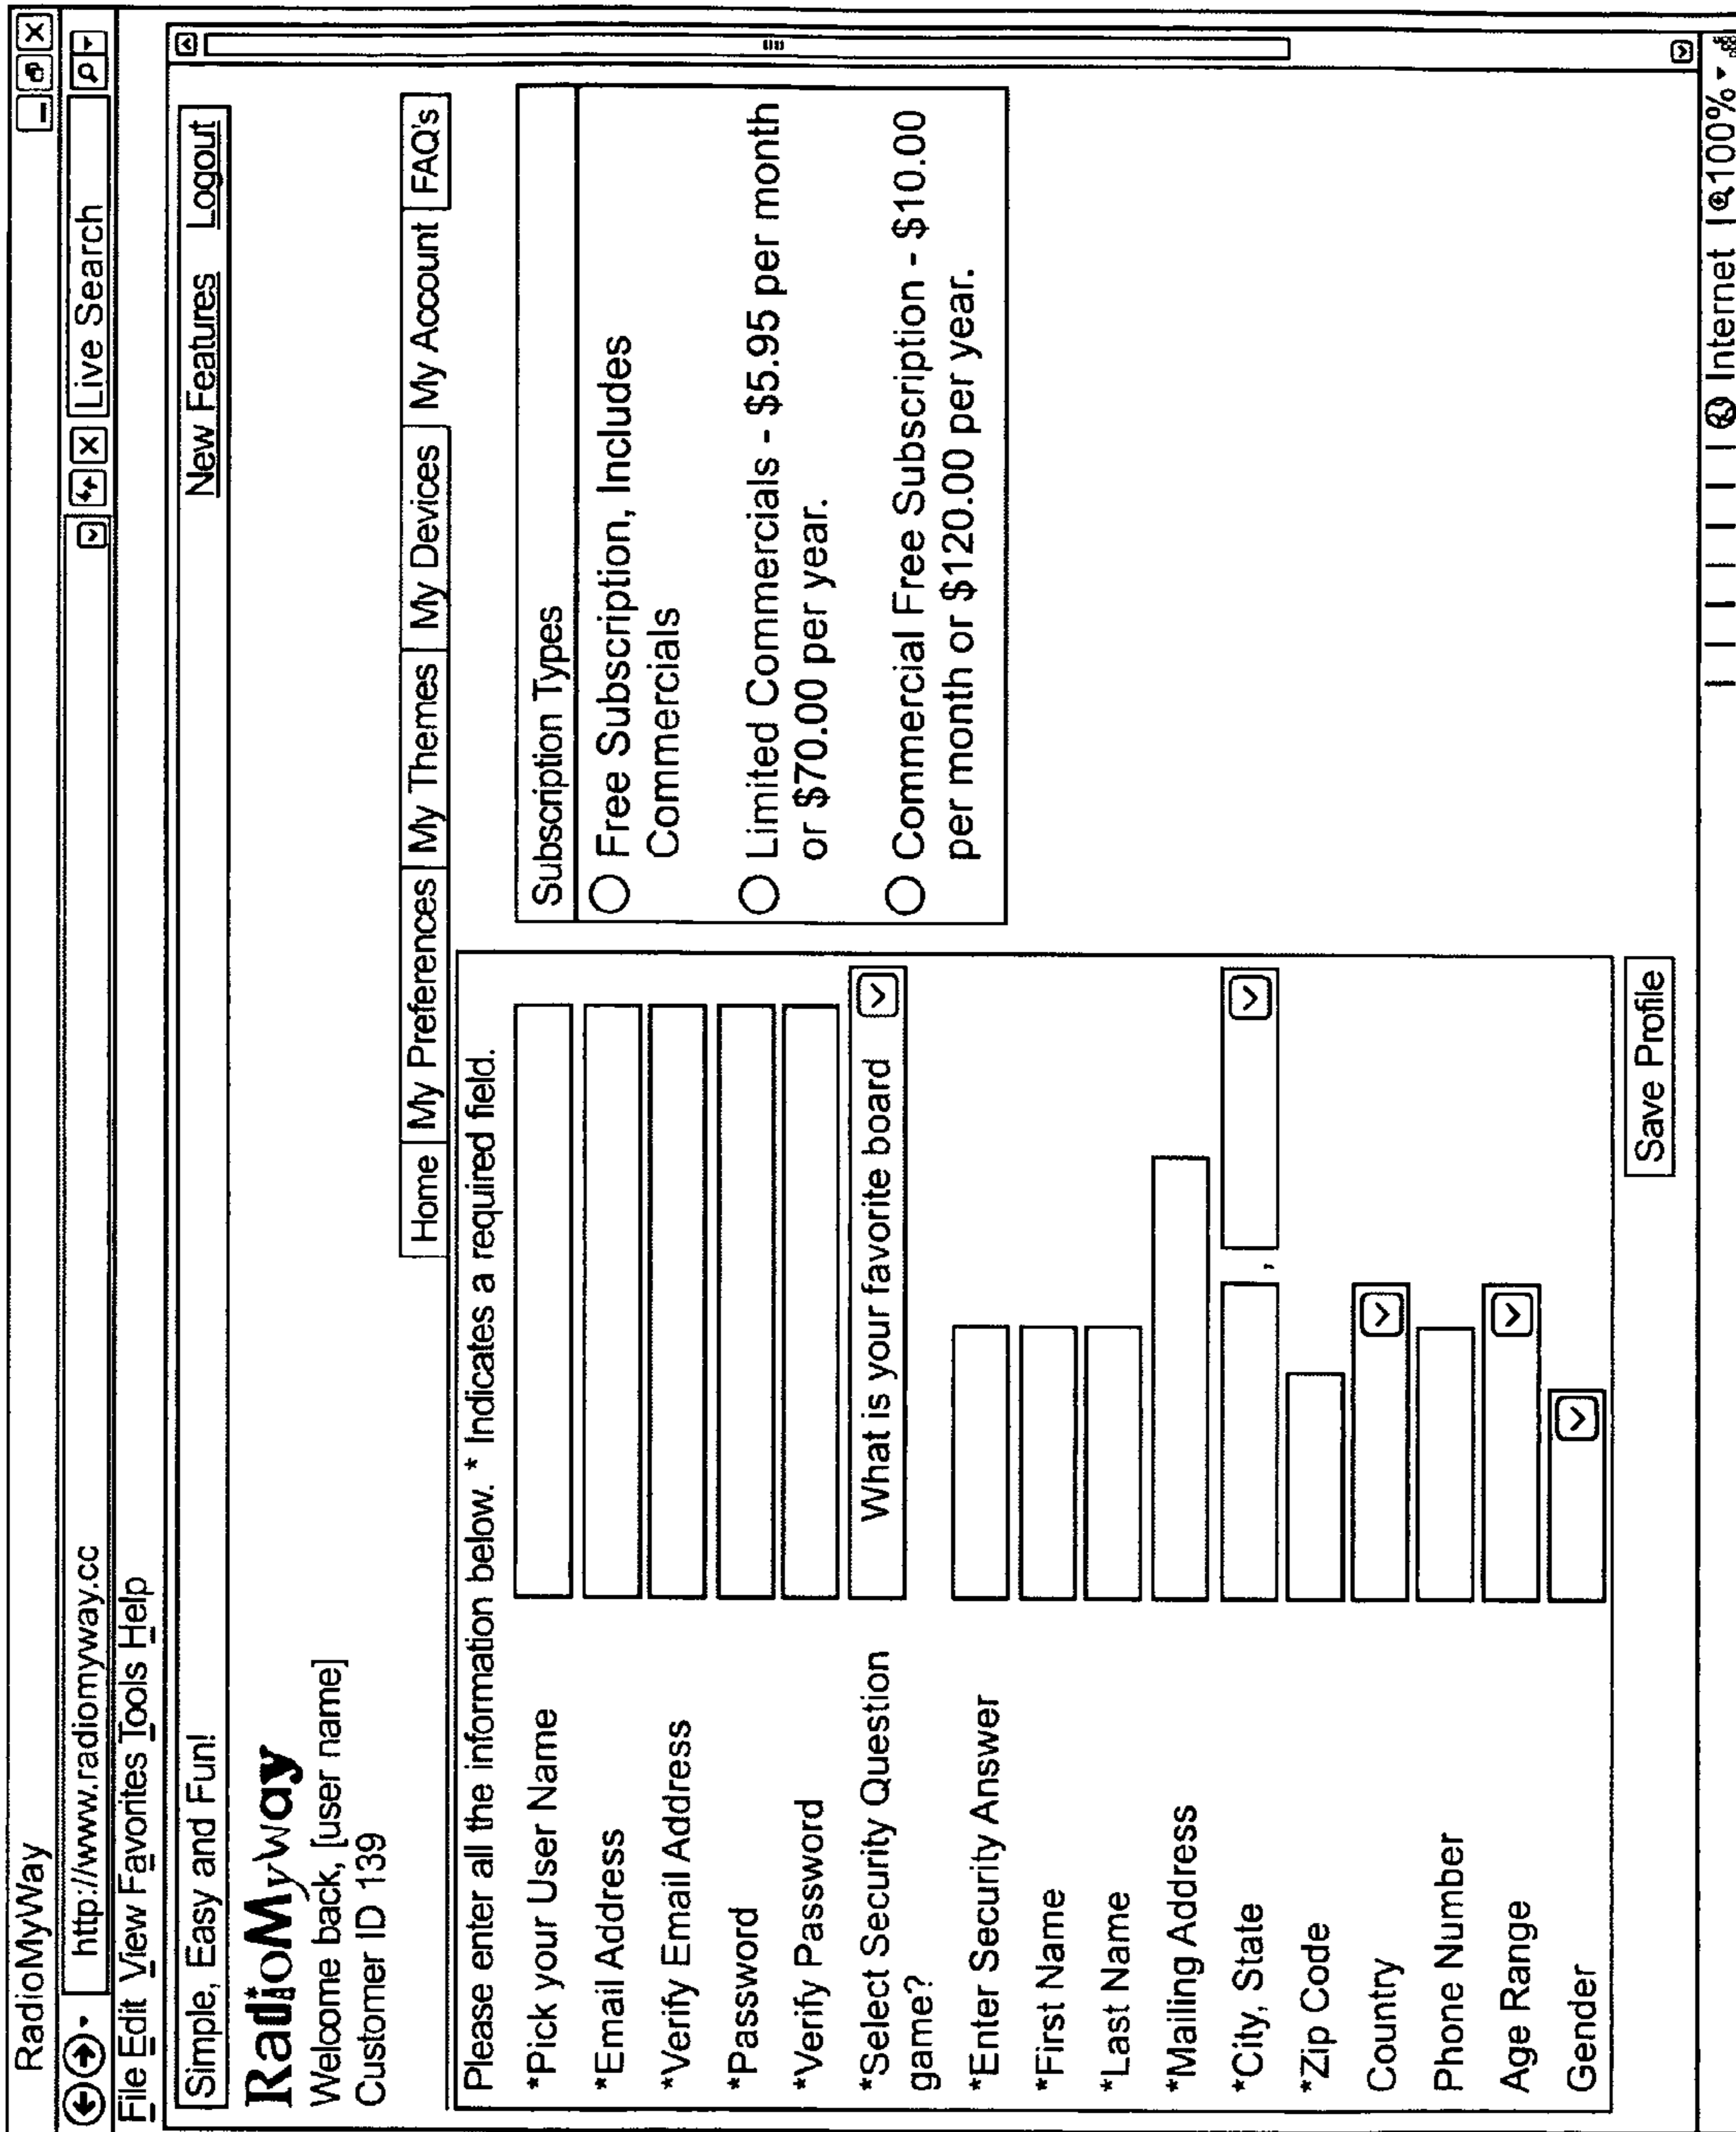 RadioMyWay
http://www.radiomyway.cc
Live Search
File Edit View Favorites Tools Help
Simple, Easy and Fun!
New Features Logout
RadioMyWay
Welcome back, [user name]
Customer ID 139
Home My Preferences My Themes My Devices My Account FAQ's
Please enter all the information below. * Indicates a required field.
*Pick your User Name
*Email Address
*Verify Email Address
*Password
*Verify Password
*Select Security Question What is your favorite board
game?
*Enter Security Answer
*First Name
*Last Name
*Mailing Address
*City, State ,
*Zip Code
Country
Phone Number
Age Range
Gender
Save Profile
Subscription Types
Free Subscription, Includes
Commercials
Limited Commercials - $5.95 per month
or $70.00 per year.
Commercial Free Subscription - $10.00
per month or $120.00 per year.
Internet 100%